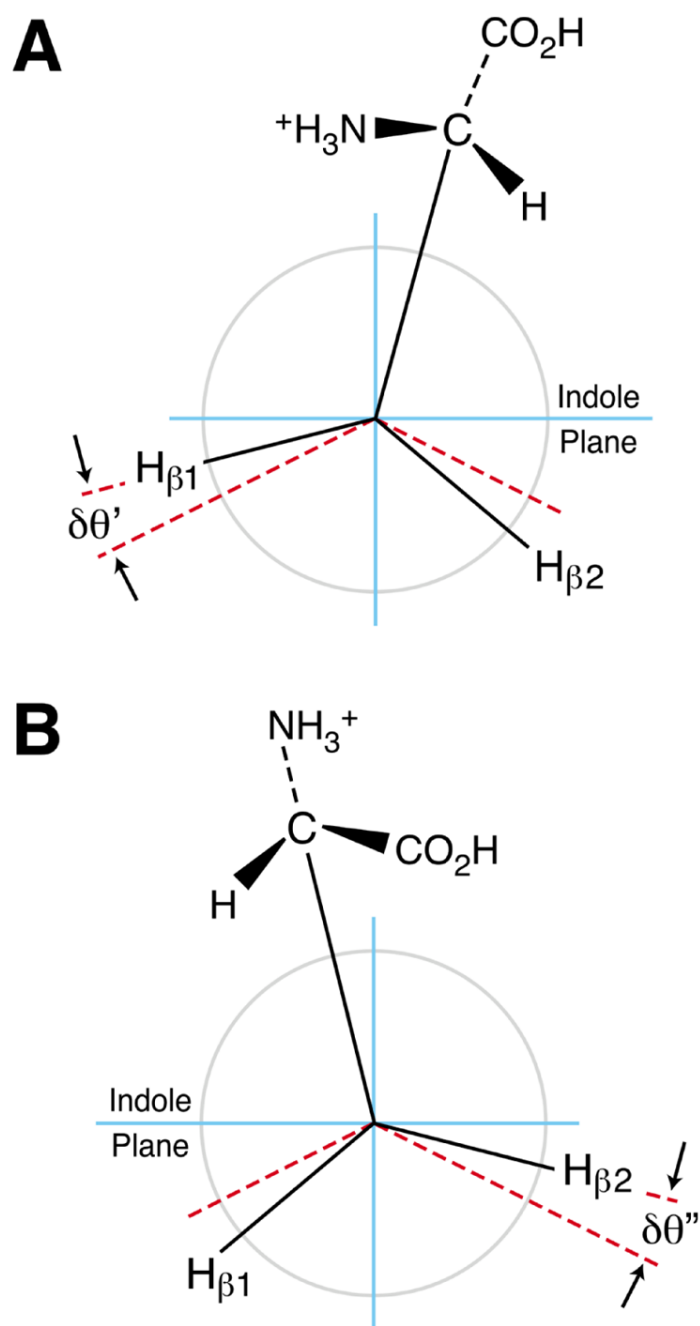 A
CO₂H
⁺H₃N C
H
Indole
Plane
Hβ1
δθ’
Hβ2
B
NH₃⁺
C CO₂H
H
Indole
Plane
Hβ2
δθ”
Hβ1